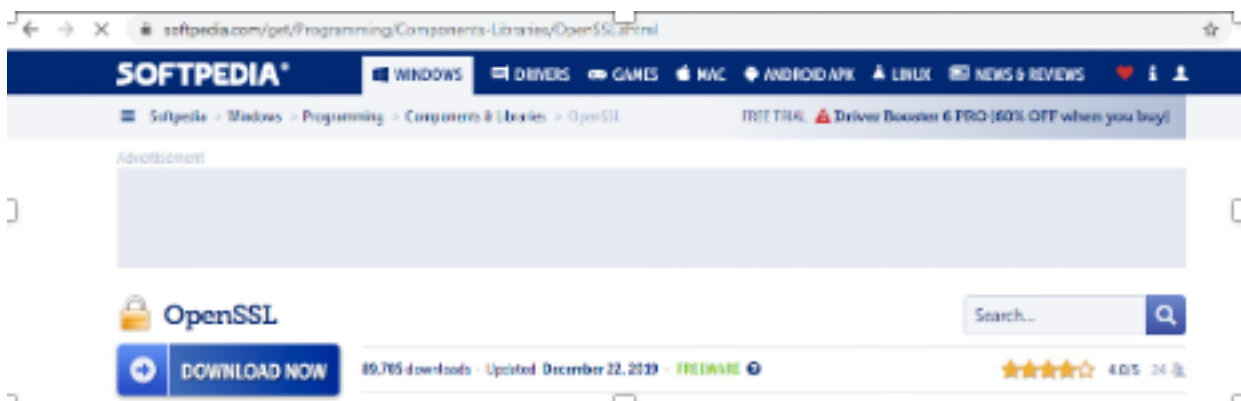 softpedia.com/get/Programming/Components-Libraries/OpenSSL.shtml
SOFTPEDIA® WINDOWS DRIVERS GAMES MAC ANDROID APK LINUX NEWS & REVIEWS
Softpedia > Windows > Programming > Components & Libraries > OpenSSL FREE TRIAL Driver Booster 6 PRO (60% OFF when you buy)
Advertisement
OpenSSL
Search...
DOWNLOAD NOW
89,705 downloads · Updated December 22, 2019 · FREEWARE
4.0/5 24